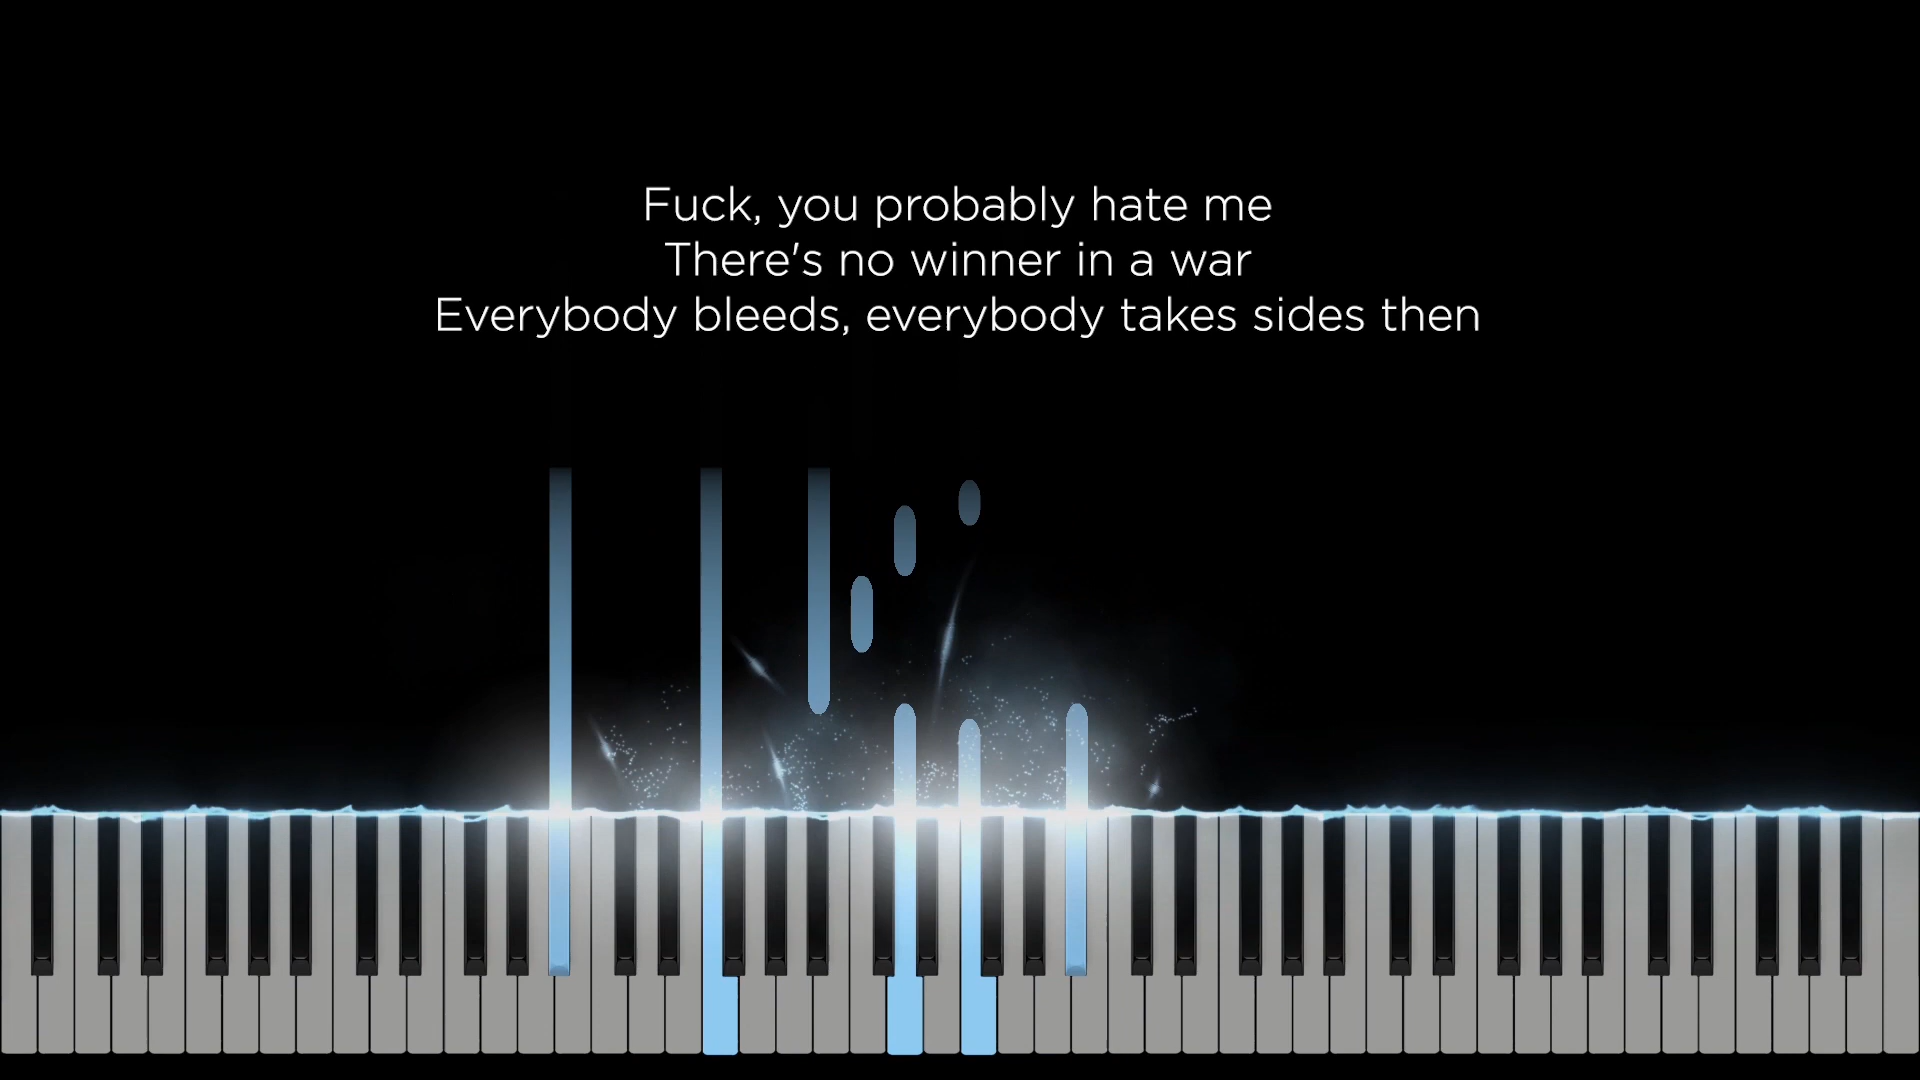 Fuck, you probably hate me
There's no winner in a war
Everybody bleeds, everybody takes sides then